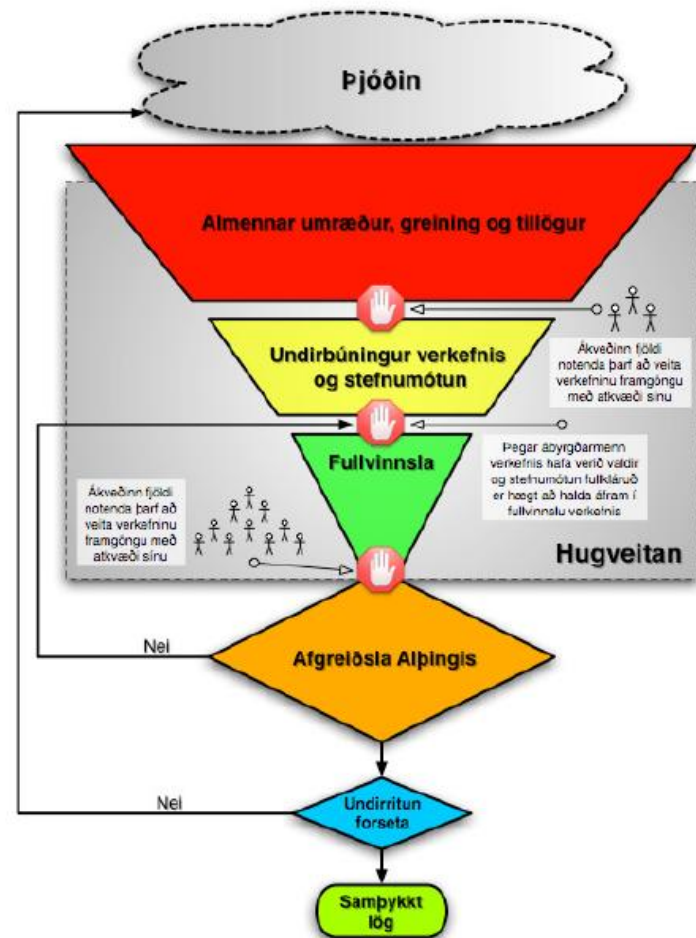 Þjóðin
Almennar umræður, greining og tillögur
Undirbúningur verkefnis
og stefnumótun
Ákveðinn fjöldi
notenda þarf að veita
verkefninu framgöngu
með atkvæði sínu
Fullvinnsla
Þegar ábyrgðarmenn
verkefnis hafa verið valdir
og stefnumótun fullkláruð
er hægt að halda áfram í
fullvinnslu verkefnis
Ákveðinn fjöldi
notenda þarf að
veita verkefninu
framgöngu með
atkvæði sínu
Hugveitan
Nei
Afgreiðsla Alþingis
Nei
Undirritun
forseta
Samþykkt
lög